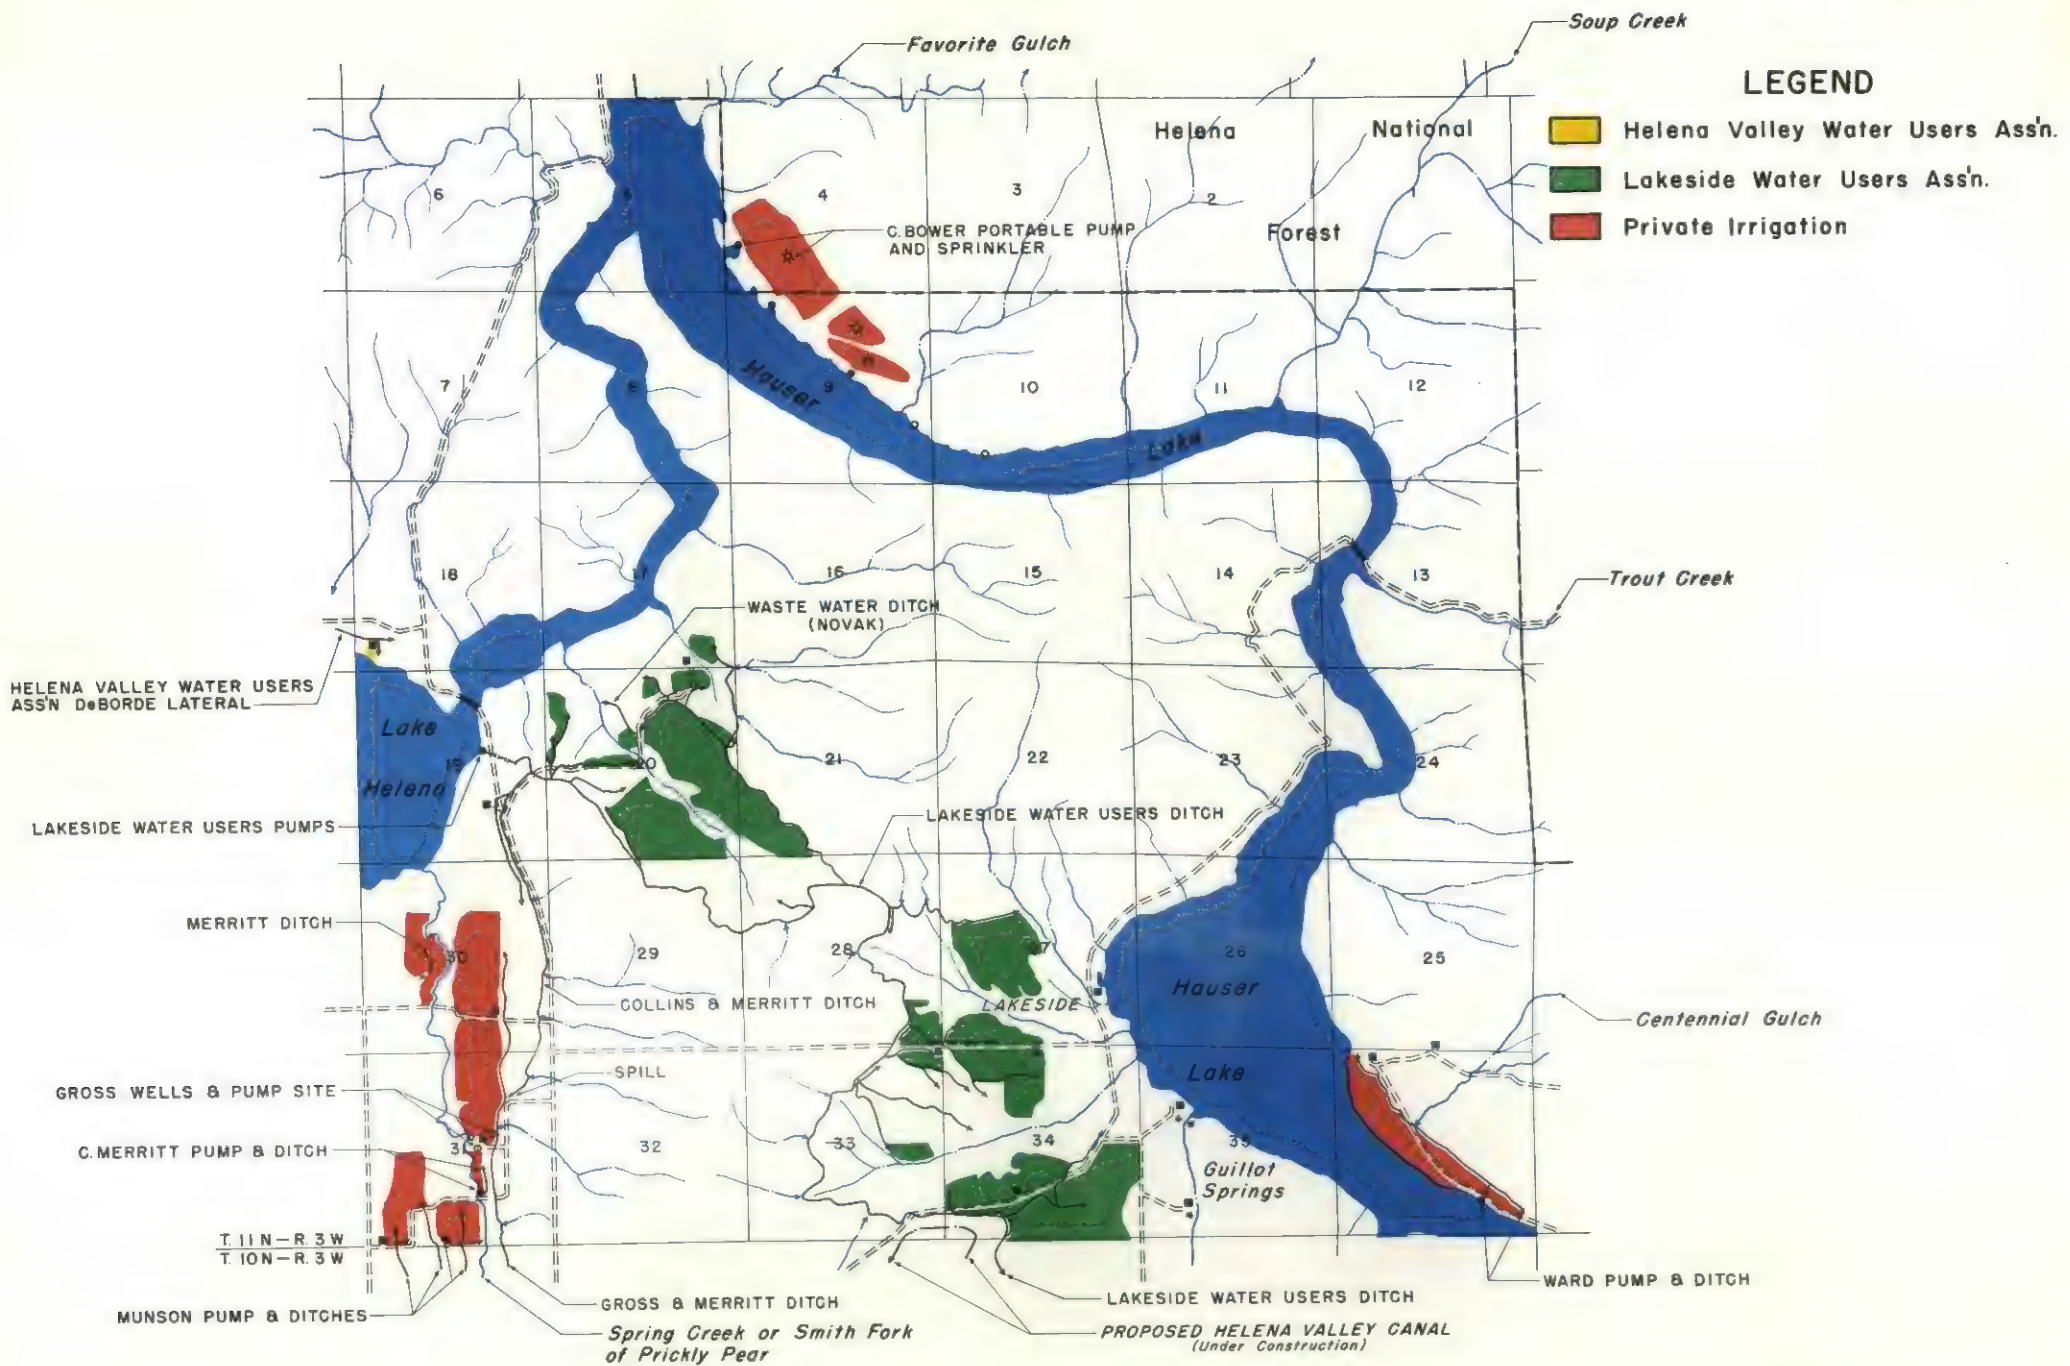 Soup Creek
Favorite Gulch
LEGEND
Helena Valley Water Users Ass'n.
Lakeside Water Users Ass'n.
Private Irrigation
Helena National
Forest
6
5
4
3
2
C. BOWER PORTABLE PUMP
AND SPRINKLER
7
8
Hauser
9
10
11
12
Lake
18
17
16
15
14
13
Trout Creek
WASTE WATER DITCH
(NOVAK)
HELENA VALLEY WATER USERS
ASS'N DeBORDE LATERAL
Lake
Helena
19
20
21
22
23
24
LAKESIDE WATER USERS PUMPS
LAKESIDE WATER USERS DITCH
MERRITT DITCH
30
29
28
27
26
25
Hauser
Lake
COLLINS & MERRITT DITCH
LAKESIDE
Centennial Gulch
SPILL
GROSS WELLS & PUMP SITE
C. MERRITT PUMP & DITCH
31
32
33
34
35
Guillot
Springs
T. 11 N – R. 3 W
T. 10 N – R. 3 W
MUNSON PUMP & DITCHES
GROSS & MERRITT DITCH
Spring Creek or Smith Fork
of Prickly Pear
LAKESIDE WATER USERS DITCH
PROPOSED HELENA VALLEY CANAL
(Under Construction)
WARD PUMP & DITCH